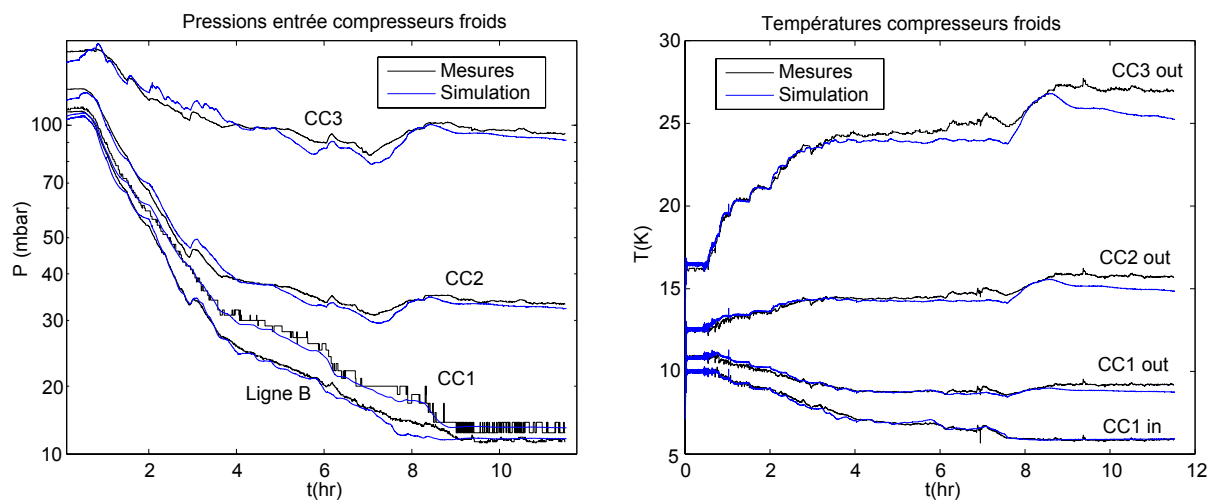 Pressions entrée compresseurs froids
Mesures
Simulation
CC3
CC2
CC1
Ligne B
P (mbar)
100
70
50
40
30
20
10
2
4
6
8
10
t(hr)
Températures compresseurs froids
Mesures
Simulation
CC3 out
CC2 out
CC1 out
CC1 in
T(K)
30
25
20
15
10
5
0
2
4
6
8
10
12
t(hr)